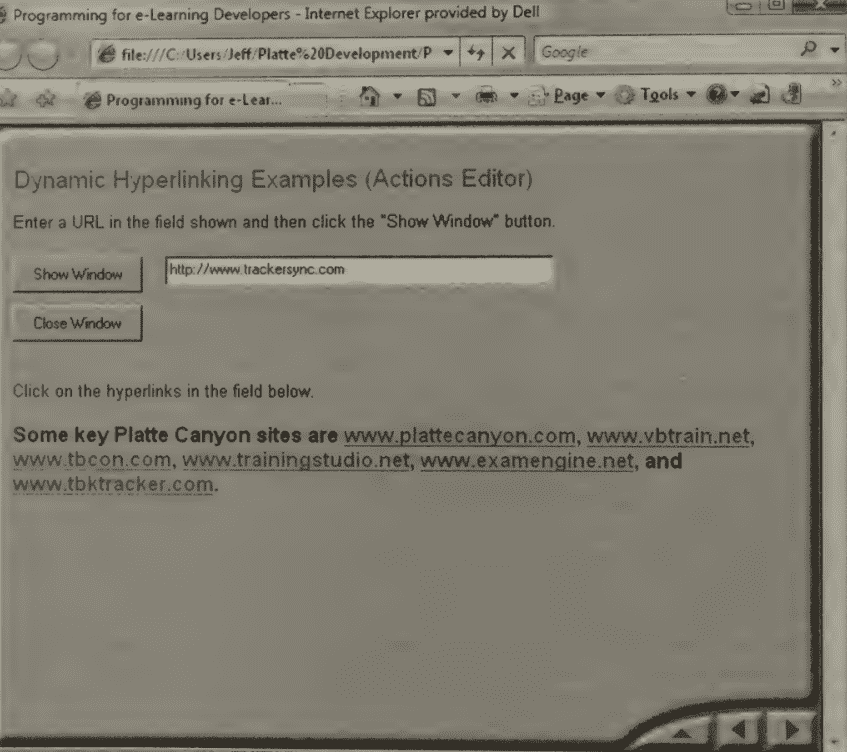 Programming for e-Learning Developers - Internet Explorer provided by Dell
file:///C:/Users/Jeff/Platte%20Development/P
Google
Programming for e-Lear...
Page
Tools
Dynamic Hyperlinking Examples (Actions Editor)
Enter a URL in the field shown and then click the "Show Window" button.
Show Window
http://www.trackersync.com
Close Window
Click on the hyperlinks in the field below.
Some key Platte Canyon sites are www.plattecanyon.com, www.vbtrain.net,
www.tbcon.com, www.trainingstudio.net, www.examengine.net, and
www.tbktracker.com.